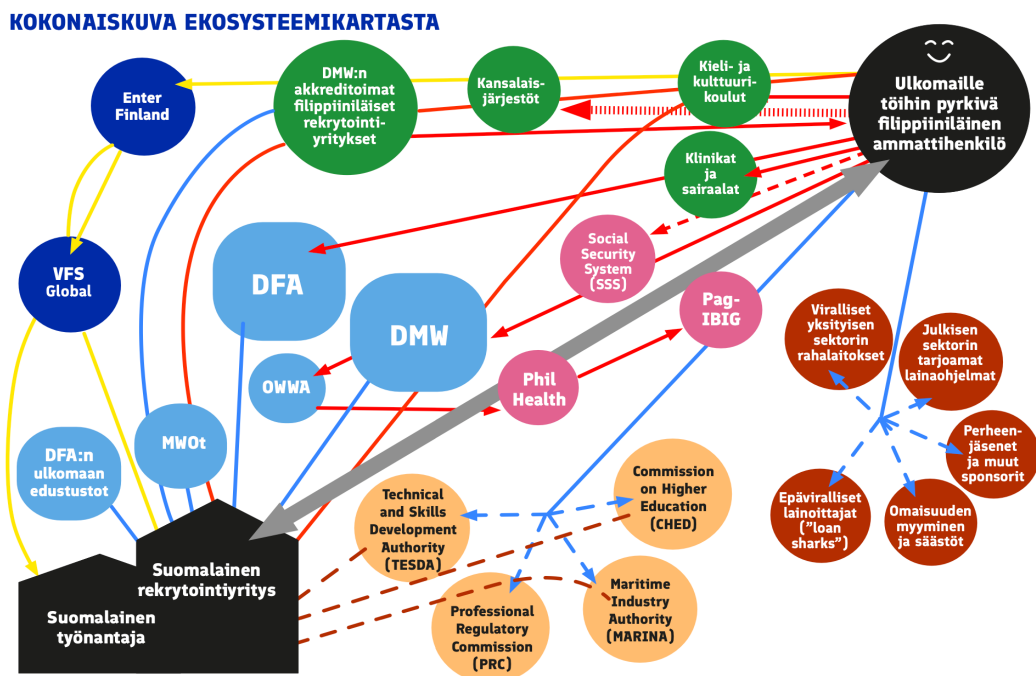 KOKONAISKUVA EKOSYSTEEMIKARTASTA
Enter
Finland
DMW:n
akkreditoimat
filippiiniläiset
rekrytointi-
yritykset
Kansalais-
järjestöt
Kieli- ja
kulttuuri-
koulut
Ulkomaille
töihin pyrkivä
filippiiniläinen
ammattihenkilö
Klinikat
ja
sairaalat
VFS
Global
DFA
Social
Security
System
(SSS)
DMW
Pag-
IBIG
OWWA
Phil
Health
Viralliset
yksityisen
sektorin
rahalaitokset
Julkisen
sektorin
tarjoamat
lainaohjelmat
Perheen-
jäsenet
ja muut
sponsorit
Epäviralliset
lainoittajat
("loan
sharks")
Omaisuuden
myyminen
ja säästöt
DFA:n
ulkomaan
edustustot
MWOt
Technical
and Skills
Development
Authority
(TESDA)
Commission
on Higher
Education
(CHED)
Professional
Regulatory
Commission
(PRC)
Maritime
Industry
Authority
(MARINA)
Suomalainen
rekrytointiyritys
Suomalainen
työnantaja